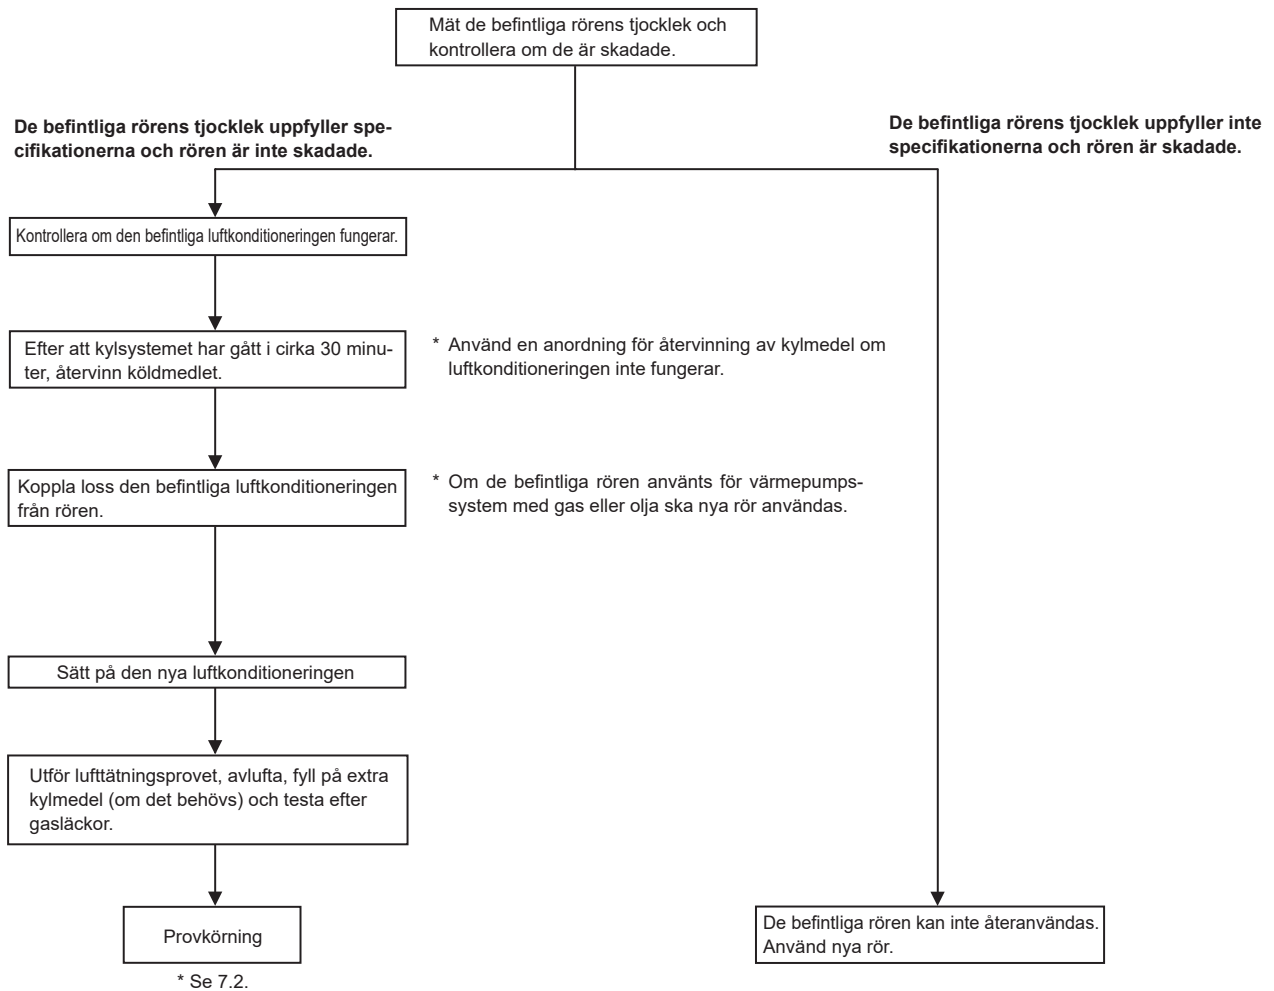 Mät de befintliga rörens tjocklek och
kontrollera om de är skadade.
De befintliga rörens tjocklek uppfyller spe-
cifikationerna och rören är inte skadade.
De befintliga rörens tjocklek uppfyller inte
specifikationerna och rören är skadade.
Kontrollera om den befintliga luftkonditioneringen fungerar.
Efter att kylsystemet har gått i cirka 30 minu-
ter, återvinn köldmedlet.
* Använd en anordning för återvinning av kylmedel om
luftkonditioneringen inte fungerar.
Koppla loss den befintliga luftkonditioneringen
från rören.
* Om de befintliga rören använts för värmepumps-
system med gas eller olja ska nya rör användas.
Sätt på den nya luftkonditioneringen
Utför lufttätningsprovet, avlufta, fyll på extra
kylmedel (om det behövs) och testa efter
gasläckor.
Provkörning
* Se 7.2.
De befintliga rören kan inte återanvändas.
Använd nya rör.